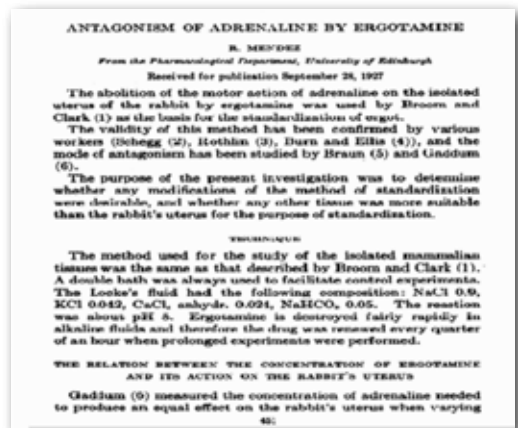 ANTAGONISM OF ADRENALINE BY ERGOTAMINE
R. MENDEZ
From the Pharmacological Department, University of Edinburgh
Received for publication September 28, 1927
The abolition of the motor action of adrenaline on the isolated
uterus of the rabbit by ergotamine was used by Broom and
Clark (1) as the basis for the standardization of ergot.
The validity of this method has been confirmed by various
workers (Schegg (2), Rothlin (3), Burn and Ellis (4)), and the
mode of antagonism has been studied by Braun (5) and Gaddum
(6).
The purpose of the present investigation was to determine
whether any modifications of the method of standardization
were desirable, and whether any other tissue was more suitable
than the rabbit's uterus for the purpose of standardization.
TECHNIQUE
The method used for the study of the isolated mammalian
tissues was the same as that described by Broom and Clark (1).
A double bath was always used to facilitate control experiments.
The Locke's fluid had the following composition: NaCl 0.9,
KCl 0.042, CaCl₂ anhydr. 0.024, NaHCO₃ 0.05. The reaction
was about pH 8. Ergotamine is destroyed fairly rapidly in
alkaline fluids and therefore the drug was renewed every quarter
of an hour when prolonged experiments were performed.
THE RELATION BETWEEN THE CONCENTRATION OF ERGOTAMINE
AND ITS ACTION ON THE RABBIT'S UTERUS
Gaddum (6) measured the concentration of adrenaline needed
to produce an equal effect on the rabbit's uterus when varying